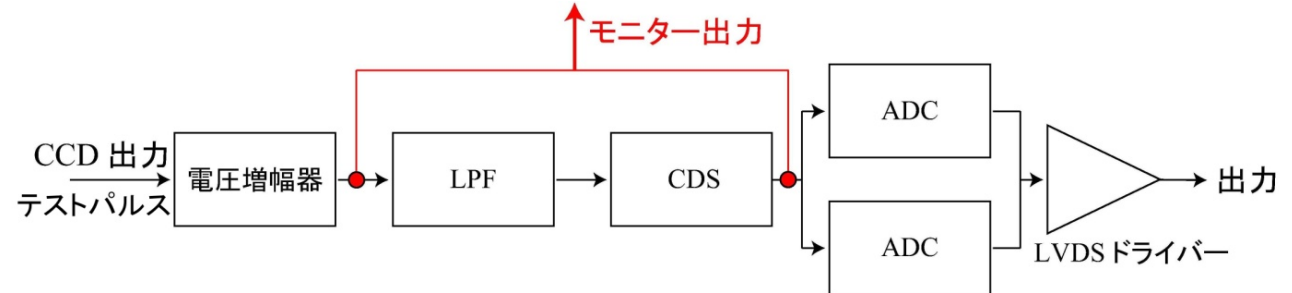 モニター出力
CCD 出力
テストパルス
電圧増幅器
LPF
CDS
ADC
ADC
LVDS ドライバー
出力